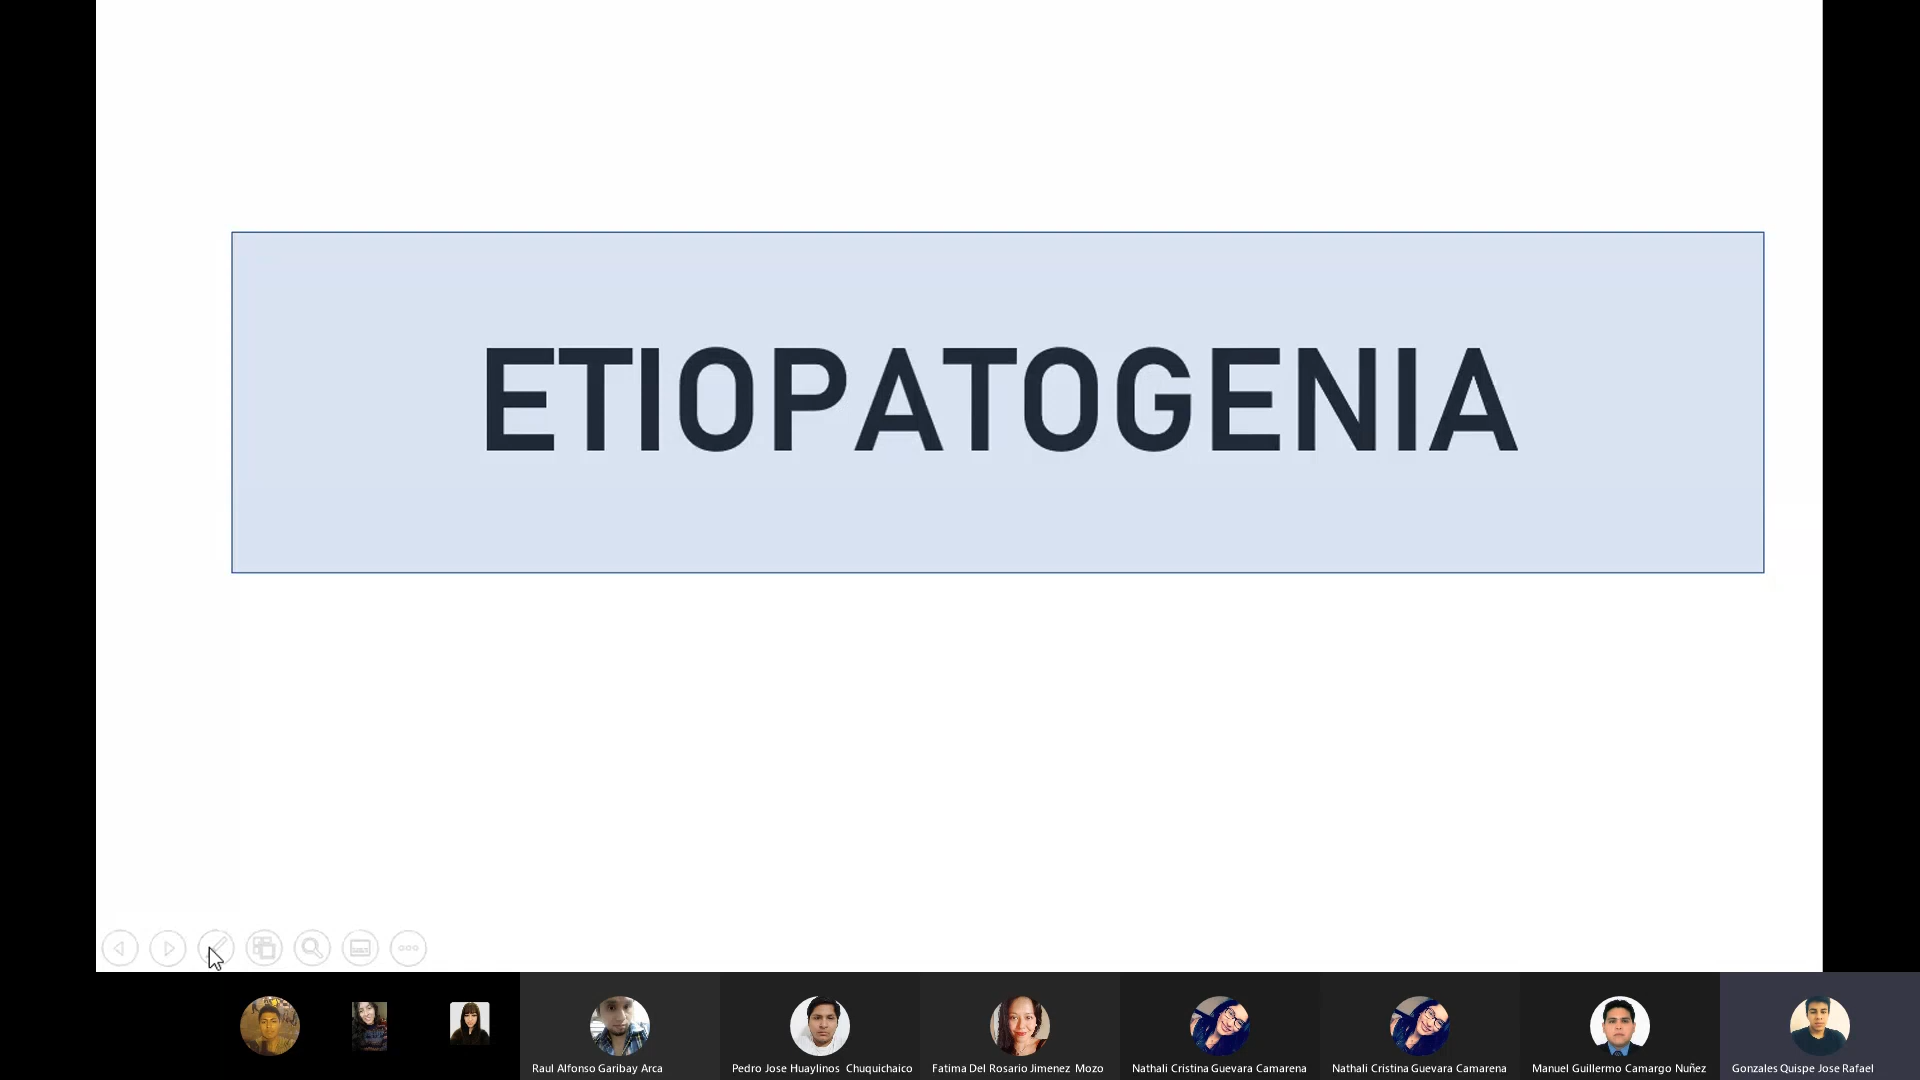 ETIOPATOGENIA
Raul Alfonso Garibay Arca
Pedro Jose Huaylinos Chuquichaico
Fatima Del Rosario Jimenez Mozo
Nathali Cristina Guevara Camarena
Nathali Cristina Guevara Camarena
Manuel Guillermo Camargo Nuñez
Gonzales Quispe Jose Rafael